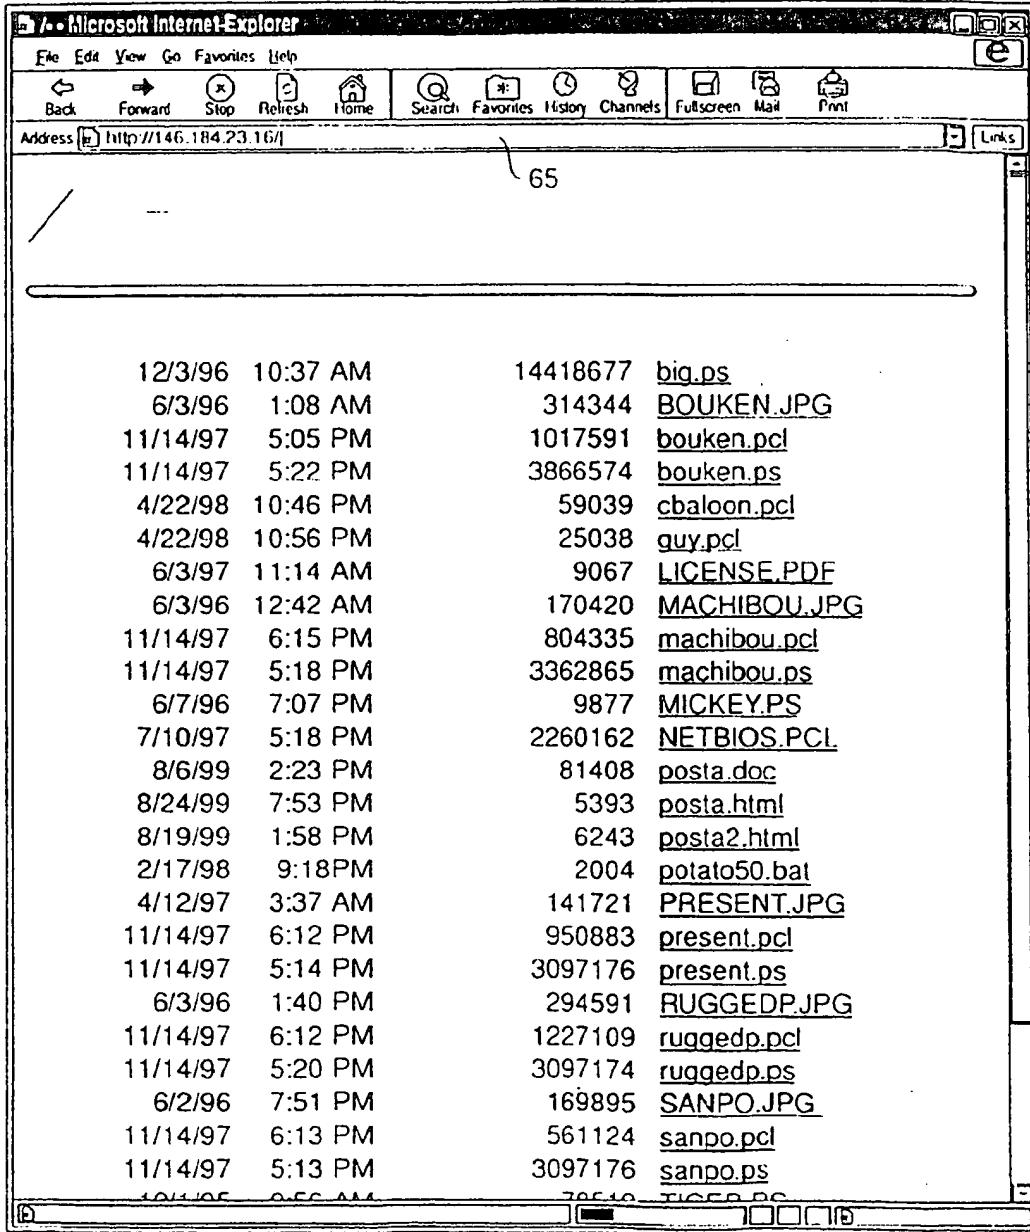 /-- Microsoft Internet-Explorer
File Edit View Go Favorites Help
Back Forward Stop Refresh Home Search Favorites History Channels Fullscreen Mail Print
Address http://146.184.23.16/ Links
65
/ --
12/3/96 10:37 AM 14418677 big.ps
6/3/96 1:08 AM 314344 BOUKEN.JPG
11/14/97 5:05 PM 1017591 bouken.pcl
11/14/97 5:22 PM 3866574 bouken.ps
4/22/98 10:46 PM 59039 cbaloon.pcl
4/22/98 10:56 PM 25038 guy.pcl
6/3/97 11:14 AM 9067 LICENSE.PDF
6/3/96 12:42 AM 170420 MACHIBOU.JPG
11/14/97 6:15 PM 804335 machibou.pcl
11/14/97 5:18 PM 3362865 machibou.ps
6/7/96 7:07 PM 9877 MICKEY.PS
7/10/97 5:18 PM 2260162 NETBIOS.PCL
8/6/99 2:23 PM 81408 posta.doc
8/24/99 7:53 PM 5393 posta.html
8/19/99 1:58 PM 6243 posta2.html
2/17/98 9:18PM 2004 potato50.bat
4/12/97 3:37 AM 141721 PRESENT.JPG
11/14/97 6:12 PM 950883 present.pcl
11/14/97 5:14 PM 3097176 present.ps
6/3/96 1:40 PM 294591 RUGGEDP.JPG
11/14/97 6:12 PM 1227109 ruggedp.pcl
11/14/97 5:20 PM 3097174 ruggedp.ps
6/2/96 7:51 PM 169895 SANPO.JPG
11/14/97 6:13 PM 561124 sanpo.pcl
11/14/97 5:13 PM 3097176 sanpo.ps
AM TIGER.PS